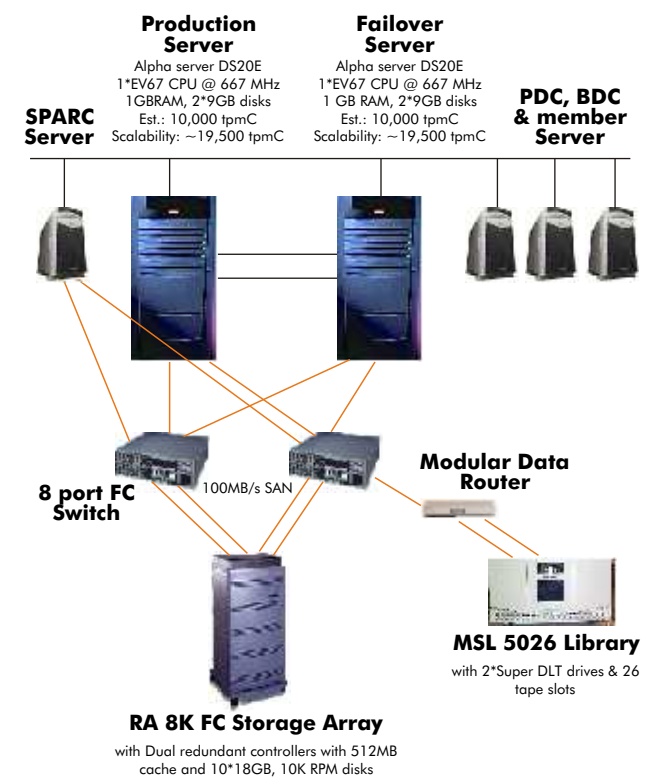 Production
Server
Alpha server DS20E
1*EV67 CPU @ 667 MHz
1GBRAM, 2*9GB disks
Est.: 10,000 tpmC
Scalability: ~19,500 tpmC
Failover
Server
Alpha server DS20E
1*EV67 CPU @ 667 MHz
1 GB RAM, 2*9GB disks
Est.: 10,000 tpmC
Scalability: ~19,500 tpmC
SPARC
Server
PDC, BDC
& member
Server
8 port FC
Switch
100MB/s SAN
Modular Data
Router
MSL 5026 Library
with 2*Super DLT drives & 26
tape slots
RA 8K FC Storage Array
with Dual redundant controllers with 512MB
cache and 10*18GB, 10K RPM disks